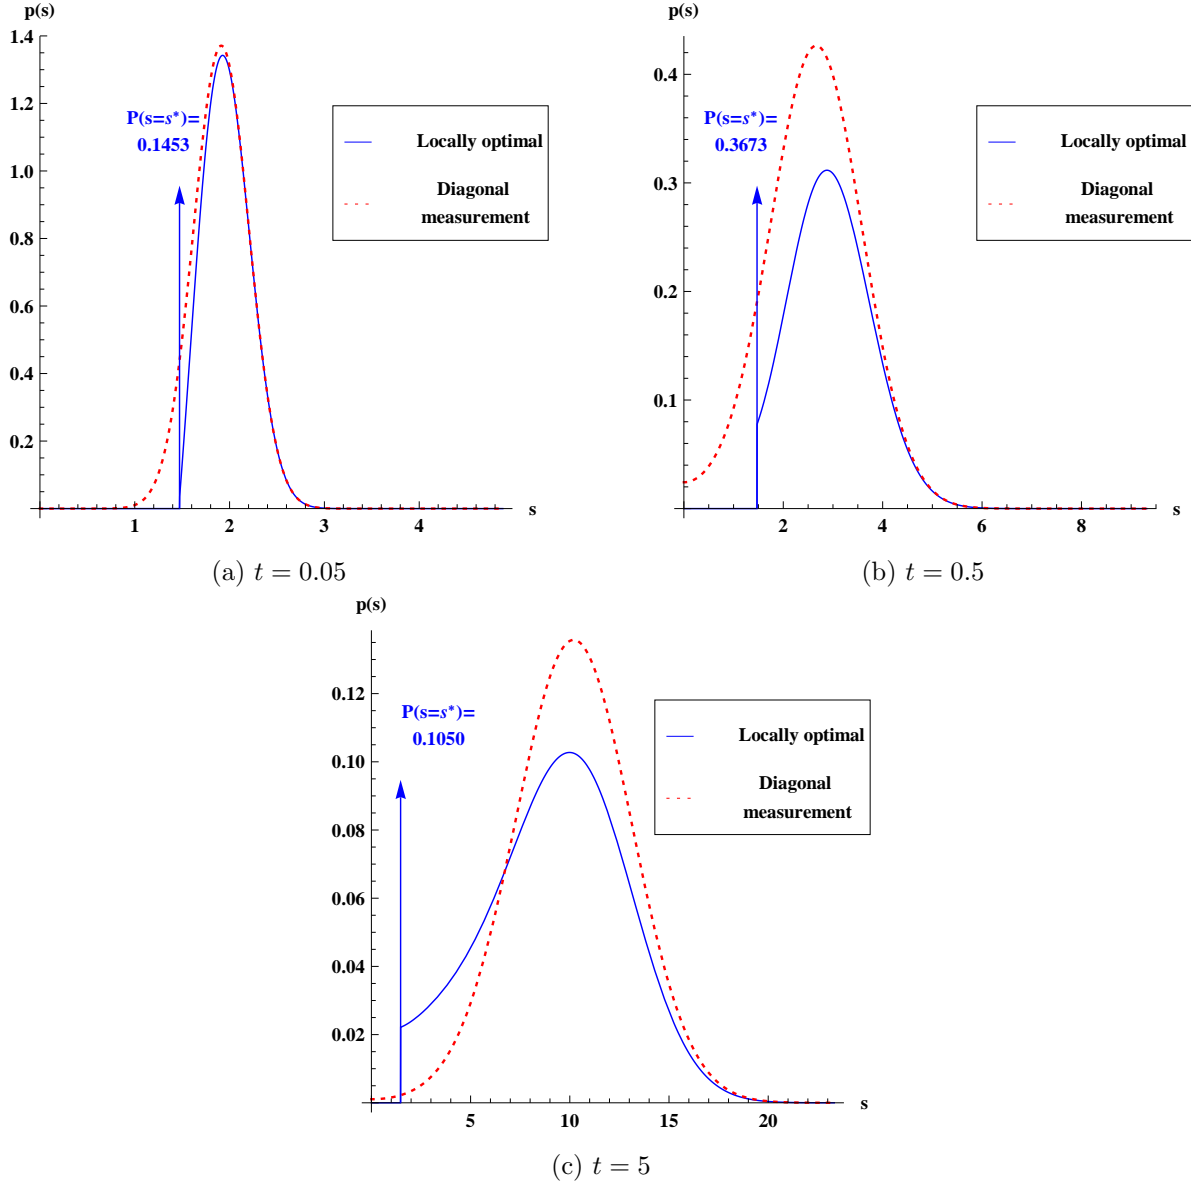 p(s)
1.4
1.2
1.0
0.8
0.6
0.4
0.2
P(s=s*)=
0.1453
Locally optimal
Diagonal
measurement
1
2
3
4
s
(a) t = 0.05
p(s)
0.4
0.3
0.2
0.1
P(s=s*)=
0.3673
Locally optimal
Diagonal
measurement
2
4
6
8
s
(b) t = 0.5
p(s)
0.12
0.10
0.08
0.06
0.04
0.02
P(s=s*)=
0.1050
Locally optimal
Diagonal
measurement
5
10
15
20
s
(c) t = 5